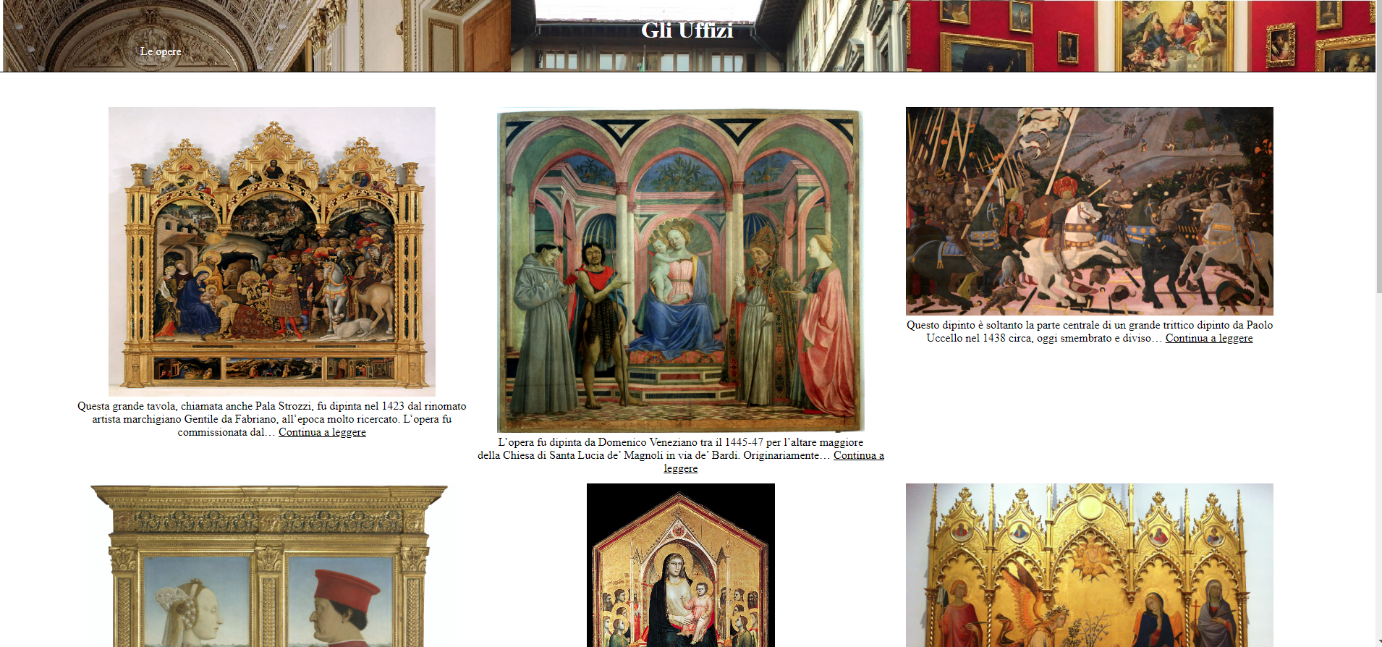 Gli Uffizi
Le opere
Questa grande tavola, chiamata anche Pala Strozzi, fu dipinta nel 1423 dal rinomato
artista marchigiano Gentile da Fabriano, all'epoca molto ricercato. L'opera fu
commissionata dal… Continua a leggere
L'opera fu dipinta da Domenico Veneziano tra il 1445-47 per l'altare maggiore
della Chiesa di Santa Lucia de' Magnoli in via de' Bardi. Originariamente… Continua a
leggere
Questo dipinto è soltanto la parte centrale di un grande trittico dipinto da Paolo
Uccello nel 1438 circa, oggi smembrato e diviso… Continua a leggere